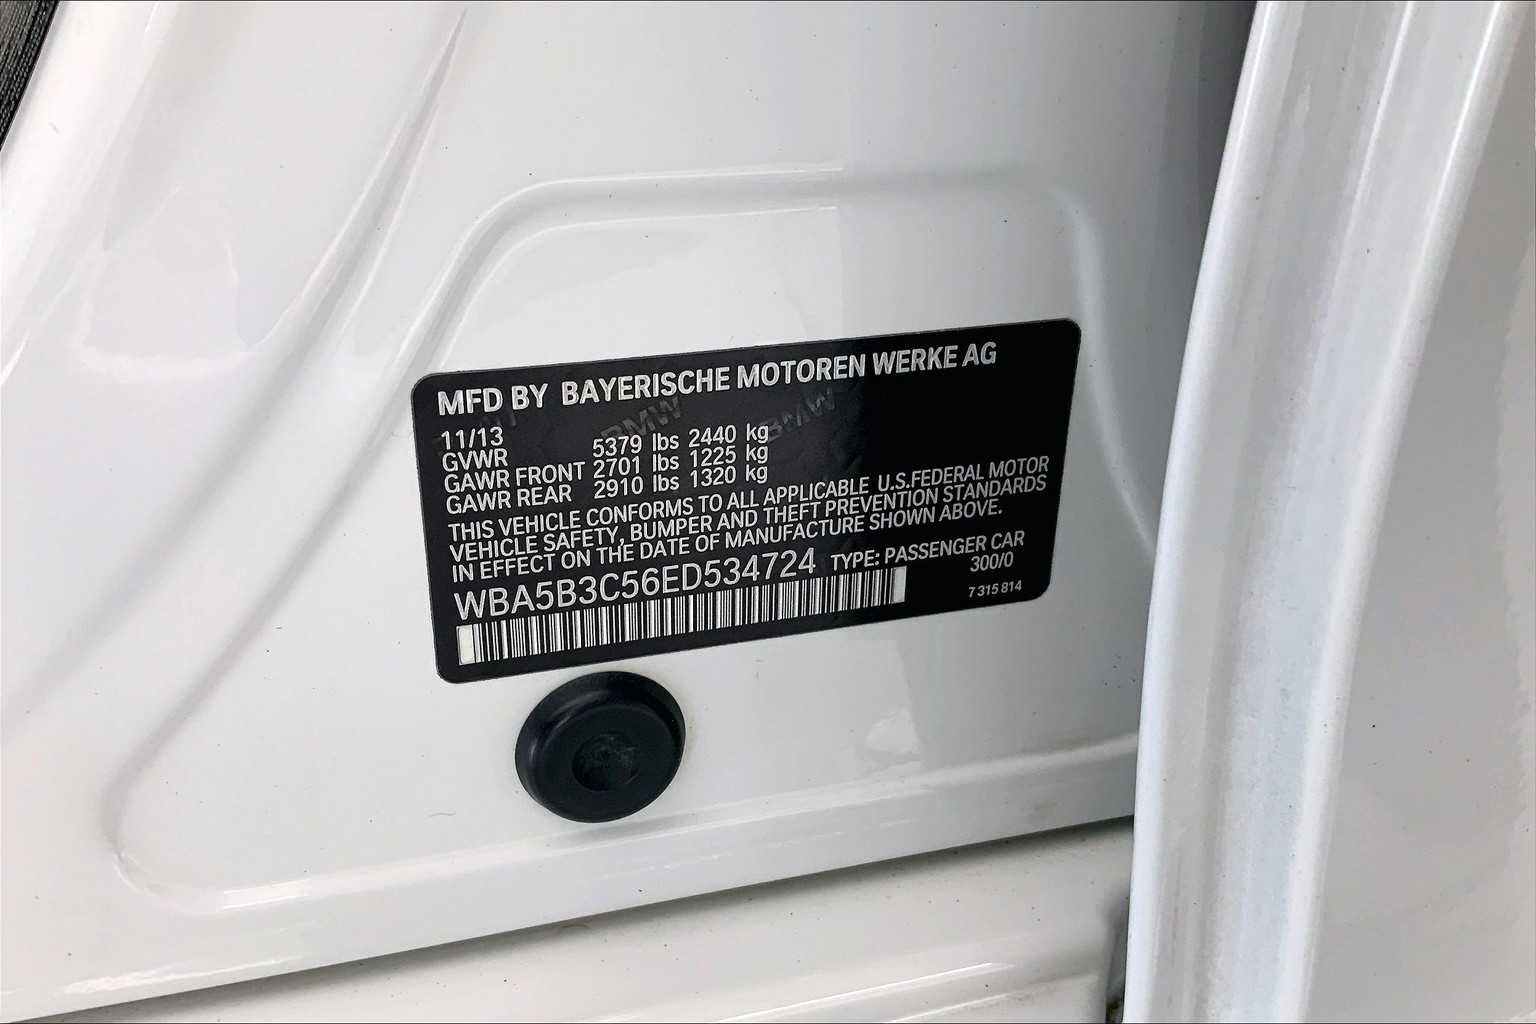 MFD BY BAYERISCHE MOTOREN WERKE AG
11/13
GVWR 5379 lbs 2440 kg
GAWR FRONT 2701 lbs 1225 kg
GAWR REAR 2910 lbs 1320 kg
THIS VEHICLE CONFORMS TO ALL APPLICABLE U.S.FEDERAL MOTOR
VEHICLE SAFETY, BUMPER AND THEFT PREVENTION STANDARDS
IN EFFECT ON THE DATE OF MANUFACTURE SHOWN ABOVE.
WBA5B3C56ED534724 TYPE: PASSENGER CAR
300/0
7 315 814
BMW
BMW